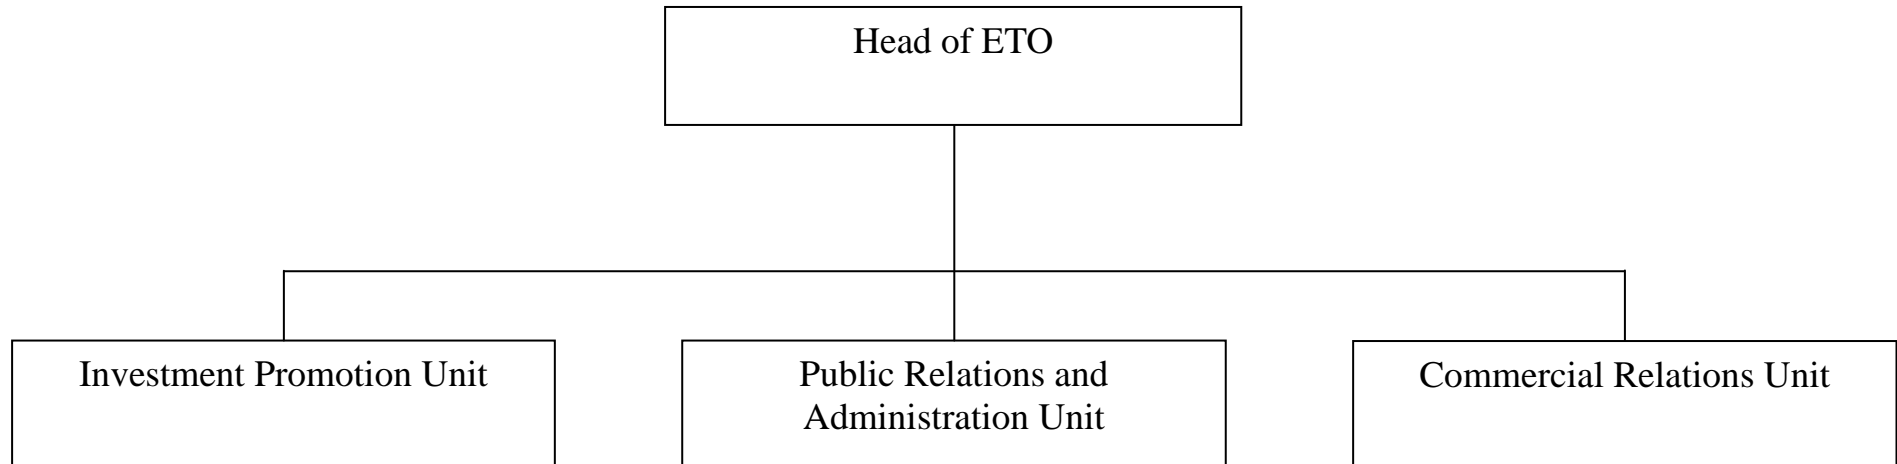 Head of ETO
Investment Promotion Unit
Public Relations and
Administration Unit
Commercial Relations Unit